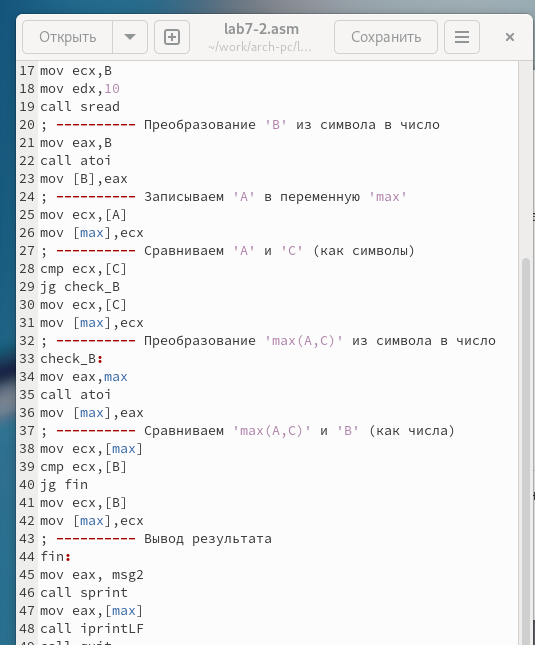 Открыть
lab7-2.asm
~/work/arch-pc/l...
Сохранить
17 mov ecx,B
18 mov edx,10
19 call sread
20 ; ---------- Преобразование 'B' из символа в число
21 mov eax,B
22 call atoi
23 mov [B],eax
24 ; ---------- Записываем 'A' в переменную 'max'
25 mov ecx,[A]
26 mov [max],ecx
27 ; ---------- Сравниваем 'A' и 'С' (как символы)
28 cmp ecx,[C]
29 jg check_B
30 mov ecx,[C]
31 mov [max],ecx
32 ; ---------- Преобразование 'max(A,C)' из символа в число
33 check_B:
34 mov eax,max
35 call atoi
36 mov [max],eax
37 ; ---------- Сравниваем 'max(A,C)' и 'B' (как числа)
38 mov ecx,[max]
39 cmp ecx,[B]
40 jg fin
41 mov ecx,[B]
42 mov [max],ecx
43 ; ---------- Вывод результата
44 fin:
45 mov eax, msg2
46 call sprint
47 mov eax,[max]
48 call iprintLF
49 call quit